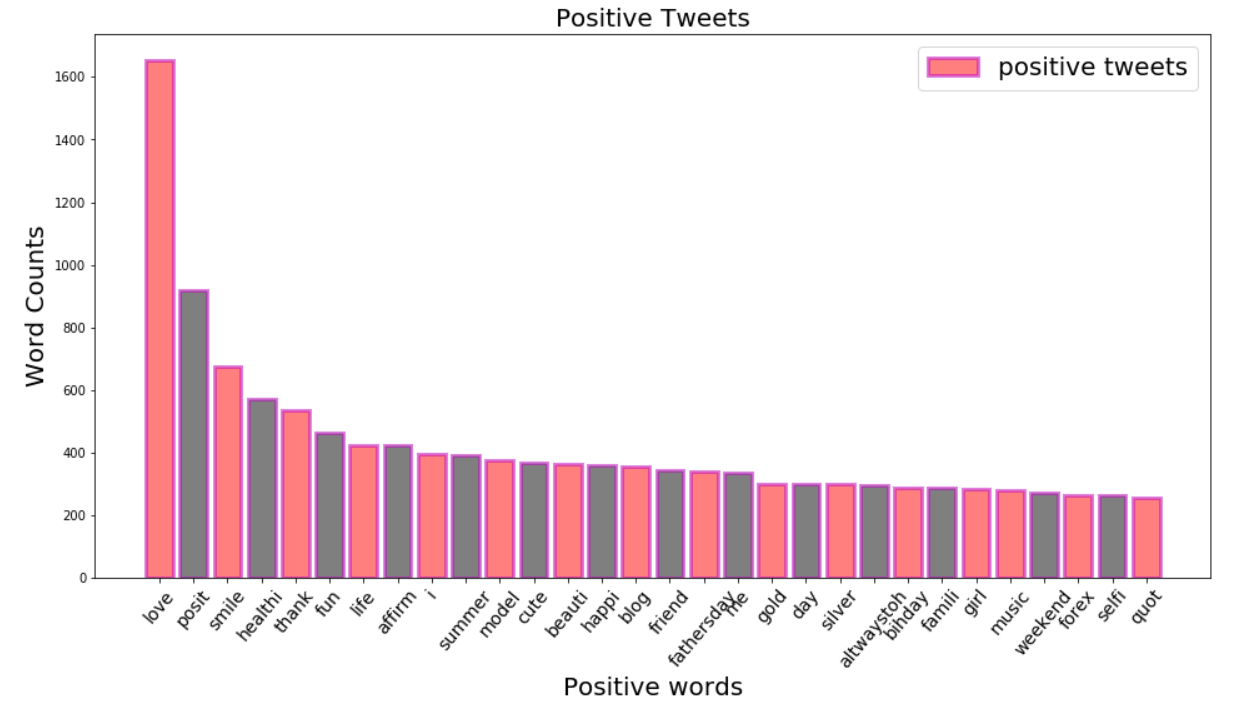 Positive Tweets
positive tweets
Word Counts
1600
1400
1200
1000
800
600
400
200
0
love
posit
smile
healthi
thank
fun
life
affirm
i
summer
model
cute
beauti
happi
blog
friend
fathersday
me
gold
day
silver
altwaystoh
bihday
famili
girl
music
weekend
forex
selfi
quot
Positive words